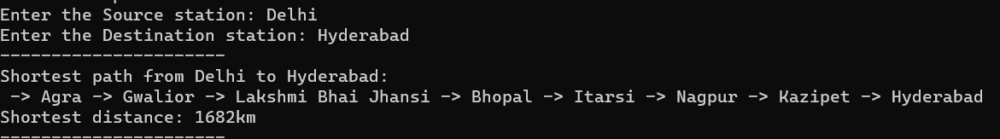 Enter the Source station: Delhi
Enter the Destination station: Hyderabad
----------------------
Shortest path from Delhi to Hyderabad:
 -> Agra -> Gwalior -> Lakshmi Bhai Jhansi -> Bhopal -> Itarsi -> Nagpur -> Kazipet -> Hyderabad
Shortest distance: 1682km
----------------------